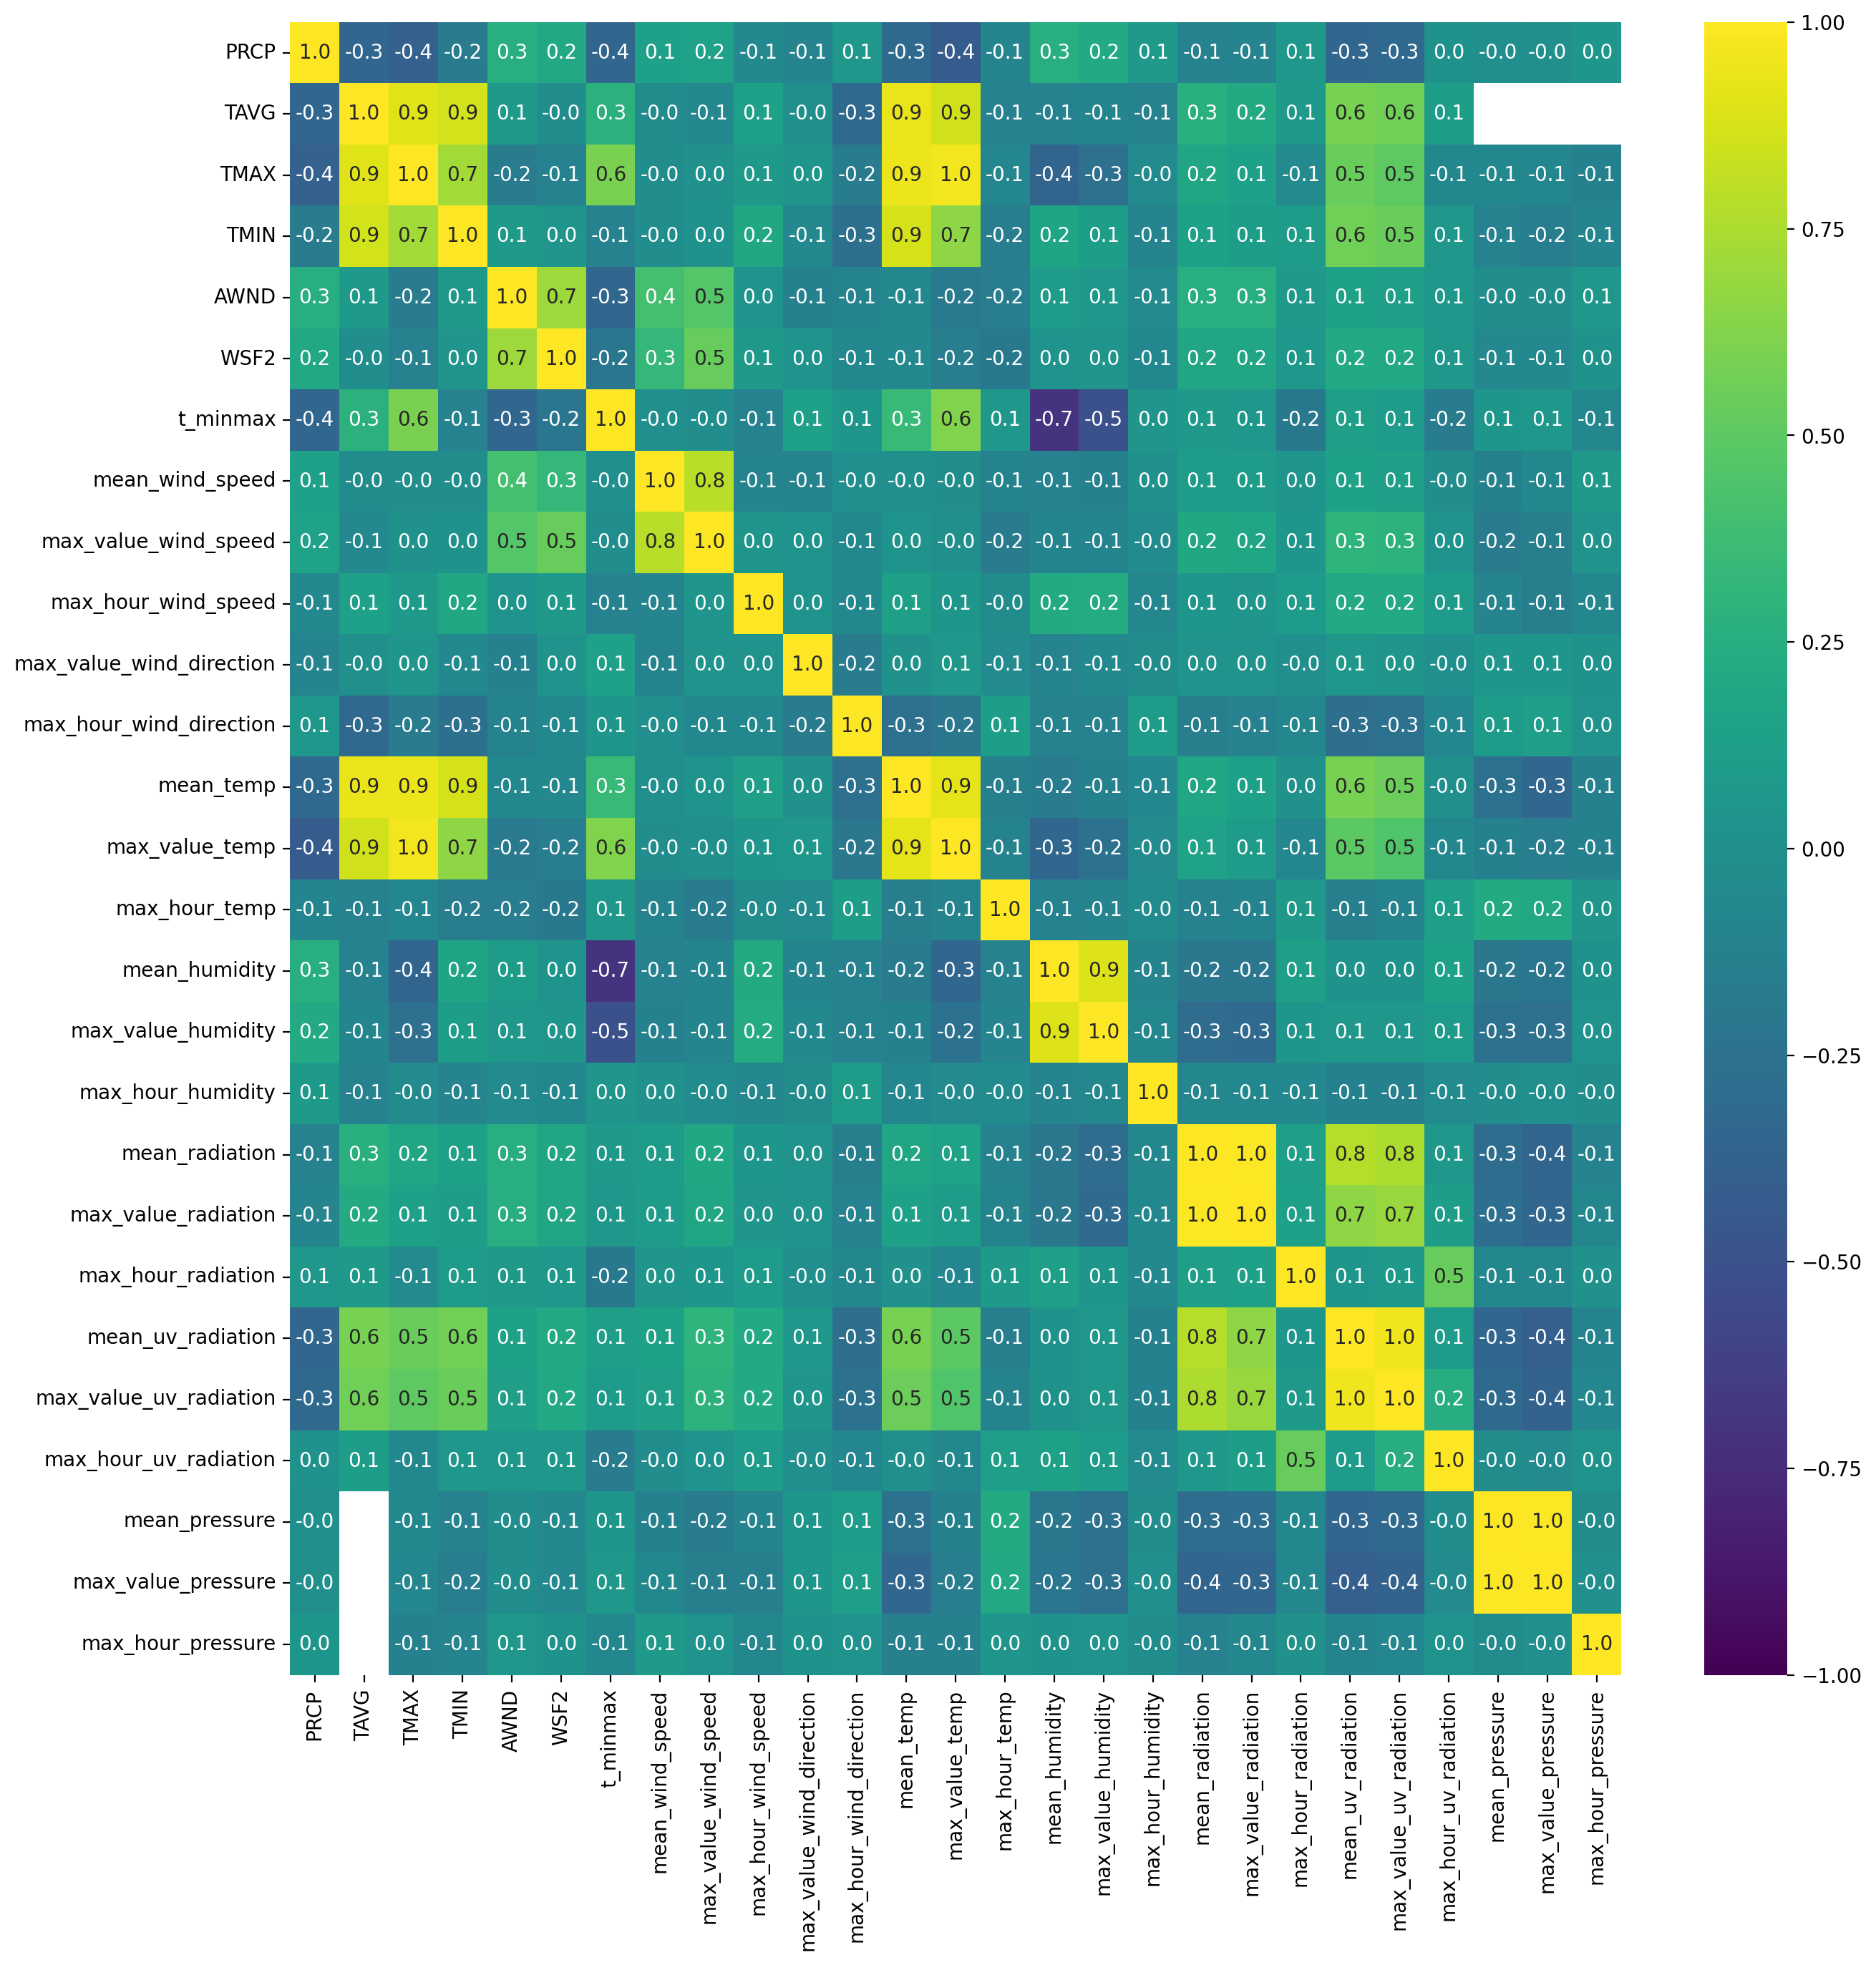 PRCP 1.0 -0.3 -0.4 -0.2 0.3 0.2 -0.4 0.1 0.2 -0.1 -0.1 0.1 -0.3 -0.4 -0.1 0.3 0.2 0.1 -0.1 -0.1 0.1 -0.3 -0.3 0.0 -0.0 -0.0 0.0
TAVG -0.3 1.0 0.9 0.9 0.1 -0.0 0.3 -0.0 -0.1 0.1 -0.0 -0.3 0.9 0.9 -0.1 -0.1 -0.1 -0.1 0.3 0.2 0.1 0.6 0.6 0.1
TMAX -0.4 0.9 1.0 0.7 -0.2 -0.1 0.6 -0.0 0.0 0.1 0.0 -0.2 0.9 1.0 -0.1 -0.4 -0.3 -0.0 0.2 0.1 -0.1 0.5 0.5 -0.1 -0.1 -0.1 -0.1
TMIN -0.2 0.9 0.7 1.0 0.1 0.0 -0.1 -0.0 0.0 0.2 -0.1 -0.3 0.9 0.7 -0.2 0.2 0.1 -0.1 0.1 0.1 0.1 0.6 0.5 0.1 -0.1 -0.2 -0.1
AWND 0.3 0.1 -0.2 0.1 1.0 0.7 -0.3 0.4 0.5 0.0 -0.1 -0.1 -0.1 -0.2 -0.2 0.1 0.1 -0.1 0.3 0.3 0.1 0.1 0.1 0.1 -0.0 -0.0 0.1
WSF2 0.2 -0.0 -0.1 0.0 0.7 1.0 -0.2 0.3 0.5 0.1 0.0 -0.1 -0.1 -0.2 -0.2 0.0 0.0 -0.1 0.2 0.2 0.1 0.2 0.2 0.1 -0.1 -0.1 0.0
t_minmax -0.4 0.3 0.6 -0.1 -0.3 -0.2 1.0 -0.0 -0.0 -0.1 0.1 0.1 0.3 0.6 0.1 -0.7 -0.5 0.0 0.1 0.1 -0.2 0.1 0.1 -0.2 0.1 0.1 -0.1
mean_wind_speed 0.1 -0.0 -0.0 -0.0 0.4 0.3 -0.0 1.0 0.8 -0.1 -0.1 -0.0 -0.0 -0.0 -0.1 -0.1 -0.1 0.0 0.1 0.1 0.0 0.1 0.1 -0.0 -0.1 -0.1 0.1
max_value_wind_speed 0.2 -0.1 0.0 0.0 0.5 0.5 -0.0 0.8 1.0 0.0 0.0 -0.1 0.0 -0.0 -0.2 -0.1 -0.1 -0.0 0.2 0.2 0.1 0.3 0.3 0.0 -0.2 -0.1 0.0
max_hour_wind_speed -0.1 0.1 0.1 0.2 0.0 0.1 -0.1 -0.1 0.0 1.0 0.0 -0.1 0.1 0.1 -0.0 0.2 0.2 -0.1 0.1 0.0 0.1 0.2 0.2 0.1 -0.1 -0.1 -0.1
max_value_wind_direction -0.1 -0.0 0.0 -0.1 -0.1 0.0 0.1 -0.1 0.0 0.0 1.0 -0.2 0.0 0.1 -0.1 -0.1 -0.1 -0.0 0.0 0.0 -0.0 0.1 0.0 -0.0 0.1 0.1 0.0
max_hour_wind_direction 0.1 -0.3 -0.2 -0.3 -0.1 -0.1 0.1 -0.0 -0.1 -0.1 -0.2 1.0 -0.3 -0.2 0.1 -0.1 -0.1 0.1 -0.1 -0.1 -0.1 -0.3 -0.3 -0.1 0.1 0.1 0.0
mean_temp -0.3 0.9 0.9 0.9 -0.1 -0.1 0.3 -0.0 0.0 0.1 0.0 -0.3 1.0 0.9 -0.1 -0.2 -0.1 -0.1 0.2 0.1 0.0 0.6 0.5 -0.0 -0.3 -0.3 -0.1
max_value_temp -0.4 0.9 1.0 0.7 -0.2 -0.2 0.6 -0.0 -0.0 0.1 0.1 -0.2 0.9 1.0 -0.1 -0.3 -0.2 -0.0 0.1 0.1 -0.1 0.5 0.5 -0.1 -0.1 -0.2 -0.1
max_hour_temp -0.1 -0.1 -0.1 -0.2 -0.2 -0.2 0.1 -0.1 -0.2 -0.0 -0.1 0.1 -0.1 -0.1 1.0 -0.1 -0.1 -0.0 -0.1 -0.1 0.1 -0.1 -0.1 0.1 0.2 0.2 0.0
mean_humidity 0.3 -0.1 -0.4 0.2 0.1 0.0 -0.7 -0.1 -0.1 0.2 -0.1 -0.1 -0.2 -0.3 -0.1 1.0 0.9 -0.1 -0.2 -0.2 0.1 0.0 0.0 0.1 -0.2 -0.2 0.0
max_value_humidity 0.2 -0.1 -0.3 0.1 0.1 0.0 -0.5 -0.1 -0.1 0.2 -0.1 -0.1 -0.1 -0.2 -0.1 0.9 1.0 -0.1 -0.3 -0.3 0.1 0.1 0.1 0.1 -0.3 -0.3 0.0
max_hour_humidity 0.1 -0.1 -0.0 -0.1 -0.1 -0.1 0.0 0.0 -0.0 -0.1 -0.0 0.1 -0.1 -0.0 -0.0 -0.1 -0.1 1.0 -0.1 -0.1 -0.1 -0.1 -0.1 -0.1 -0.0 -0.0 -0.0
mean_radiation -0.1 0.3 0.2 0.1 0.3 0.2 0.1 0.1 0.2 0.1 0.0 -0.1 0.2 0.1 -0.1 -0.2 -0.3 -0.1 1.0 1.0 0.1 0.8 0.8 0.1 -0.3 -0.4 -0.1
max_value_radiation -0.1 0.2 0.1 0.1 0.3 0.2 0.1 0.1 0.2 0.0 0.0 -0.1 0.1 0.1 -0.1 -0.2 -0.3 -0.1 1.0 1.0 0.1 0.7 0.7 0.1 -0.3 -0.3 -0.1
max_hour_radiation 0.1 0.1 -0.1 0.1 0.1 0.1 -0.2 0.0 0.1 0.1 -0.0 -0.1 0.0 -0.1 0.1 0.1 0.1 -0.1 0.1 0.1 1.0 0.1 0.1 0.5 -0.1 -0.1 0.0
mean_uv_radiation -0.3 0.6 0.5 0.6 0.1 0.2 0.1 0.1 0.3 0.2 0.1 -0.3 0.6 0.5 -0.1 0.0 0.1 -0.1 0.8 0.7 0.1 1.0 1.0 0.1 -0.3 -0.4 -0.1
max_value_uv_radiation -0.3 0.6 0.5 0.5 0.1 0.2 0.1 0.1 0.3 0.2 0.0 -0.3 0.5 0.5 -0.1 0.0 0.1 -0.1 0.8 0.7 0.1 1.0 1.0 0.2 -0.3 -0.4 -0.1
max_hour_uv_radiation 0.0 0.1 -0.1 0.1 0.1 0.1 -0.2 -0.0 0.0 0.1 -0.0 -0.1 -0.0 -0.1 0.1 0.1 0.1 -0.1 0.1 0.1 0.5 0.1 0.2 1.0 -0.0 -0.0 0.0
mean_pressure -0.0 -0.1 -0.1 -0.0 -0.1 0.1 -0.1 -0.2 -0.1 0.1 0.1 -0.3 -0.1 0.2 -0.2 -0.3 -0.0 -0.3 -0.3 -0.1 -0.3 -0.3 -0.0 1.0 1.0 -0.0
max_value_pressure -0.0 -0.1 -0.2 -0.0 -0.1 0.1 -0.1 -0.1 -0.1 0.1 0.1 -0.3 -0.2 0.2 -0.2 -0.3 -0.0 -0.4 -0.3 -0.1 -0.4 -0.4 -0.0 1.0 1.0 -0.0
max_hour_pressure 0.0 -0.1 -0.1 0.1 0.0 -0.1 0.1 0.0 -0.1 0.0 0.0 -0.1 -0.1 0.0 0.0 0.0 -0.0 -0.1 -0.1 0.0 -0.1 -0.1 0.0 -0.0 -0.0 1.0
PRCP
TAVG
TMAX
TMIN
AWND
WSF2
t_minmax
mean_wind_speed
max_value_wind_speed
max_hour_wind_speed
max_value_wind_direction
max_hour_wind_direction
mean_temp
max_value_temp
max_hour_temp
mean_humidity
max_value_humidity
max_hour_humidity
mean_radiation
max_value_radiation
max_hour_radiation
mean_uv_radiation
max_value_uv_radiation
max_hour_uv_radiation
mean_pressure
max_value_pressure
max_hour_pressure
1.00
0.75
0.50
0.25
0.00
−0.25
−0.50
−0.75
−1.00